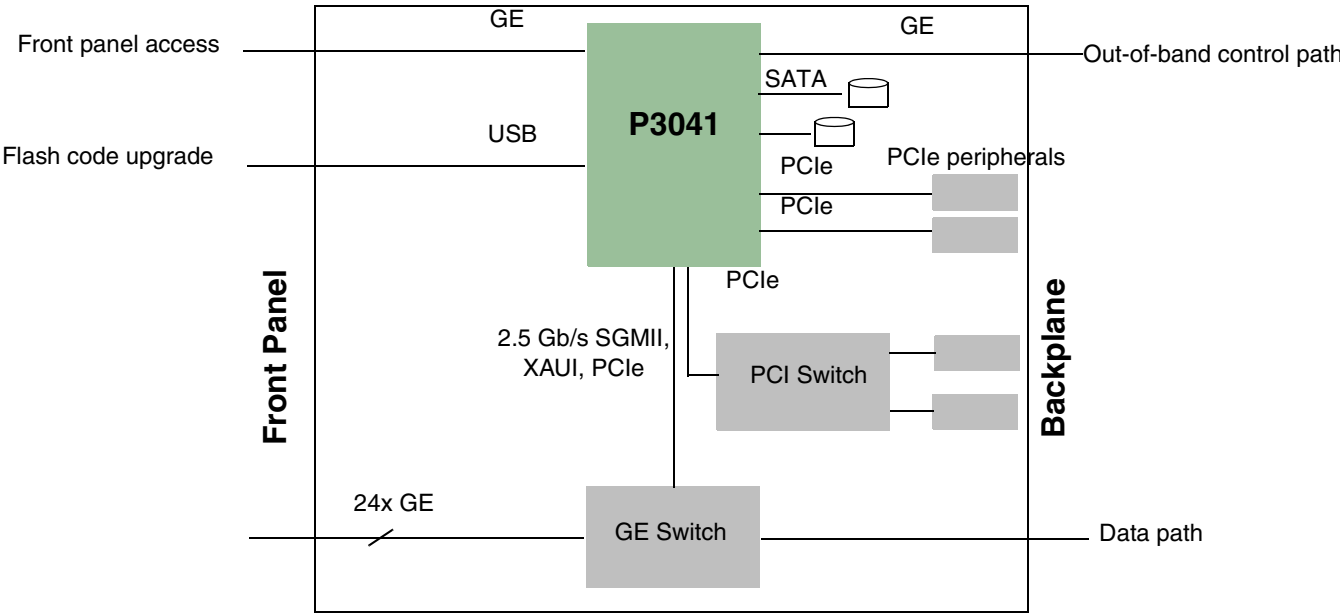 GE
GE
Front panel access
Out-of-band control path
SATA
P3041
USB
Flash code upgrade
PCIe
PCIe peripherals
PCIe
PCIe
Front Panel
Backplane
2.5 Gb/s SGMII,
XAUI, PCIe
PCI Switch
24x GE
GE Switch
Data path